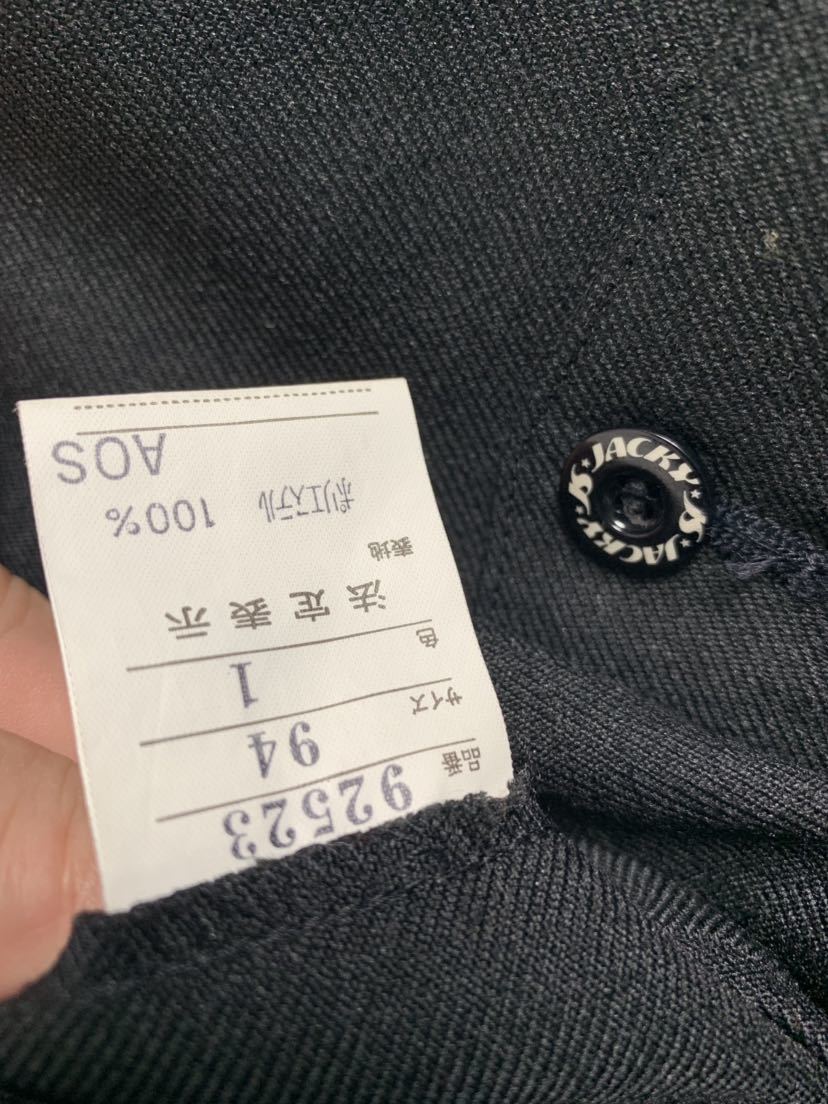 品番 92523
サイズ 94
色 1
法定表示
表地
ポリエステル 100%
AOS
JACKY
JACKY